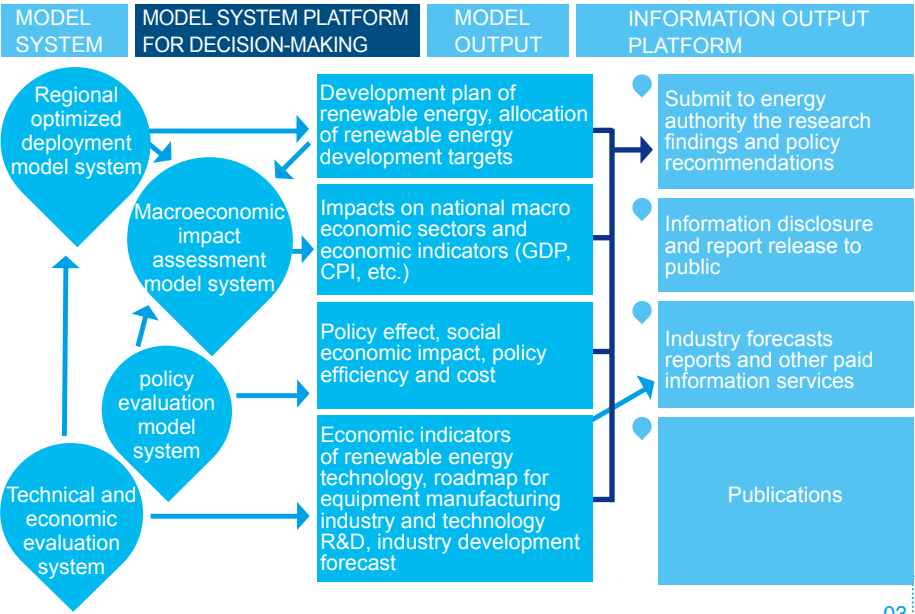 MODEL
SYSTEM
MODEL SYSTEM PLATFORM
FOR DECISION-MAKING
MODEL
OUTPUT
INFORMATION OUTPUT
PLATFORM
Regional
optimized
deployment
model system
Macroeconomic
impact
assessment
model system
policy
evaluation
model
system
Technical and
economic
evaluation
system
Development plan of
renewable energy, allocation
of renewable energy
development targets
Impacts on national macro
economic sectors and
economic indicators (GDP,
CPI, etc.)
Policy effect, social
economic impact, policy
efficiency and cost
Economic indicators
of renewable energy
technology, roadmap for
equipment manufacturing
industry and technology
R&D, industry development
forecast
Submit to energy
authority the research
findings and policy
recommendations
Information disclosure
and report release to
public
Industry forecasts
reports and other paid
information services
Publications
03